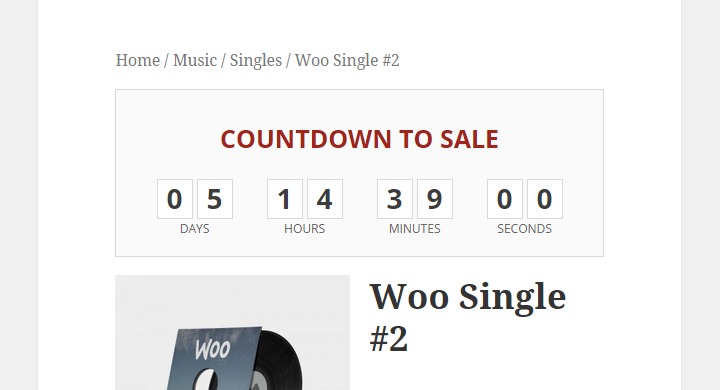 Home / Music / Singles / Woo Single #2
COUNTDOWN TO SALE
0 5 1 4 3 9 0 0
DAYS HOURS MINUTES SECONDS
Woo Single
#2
WOO